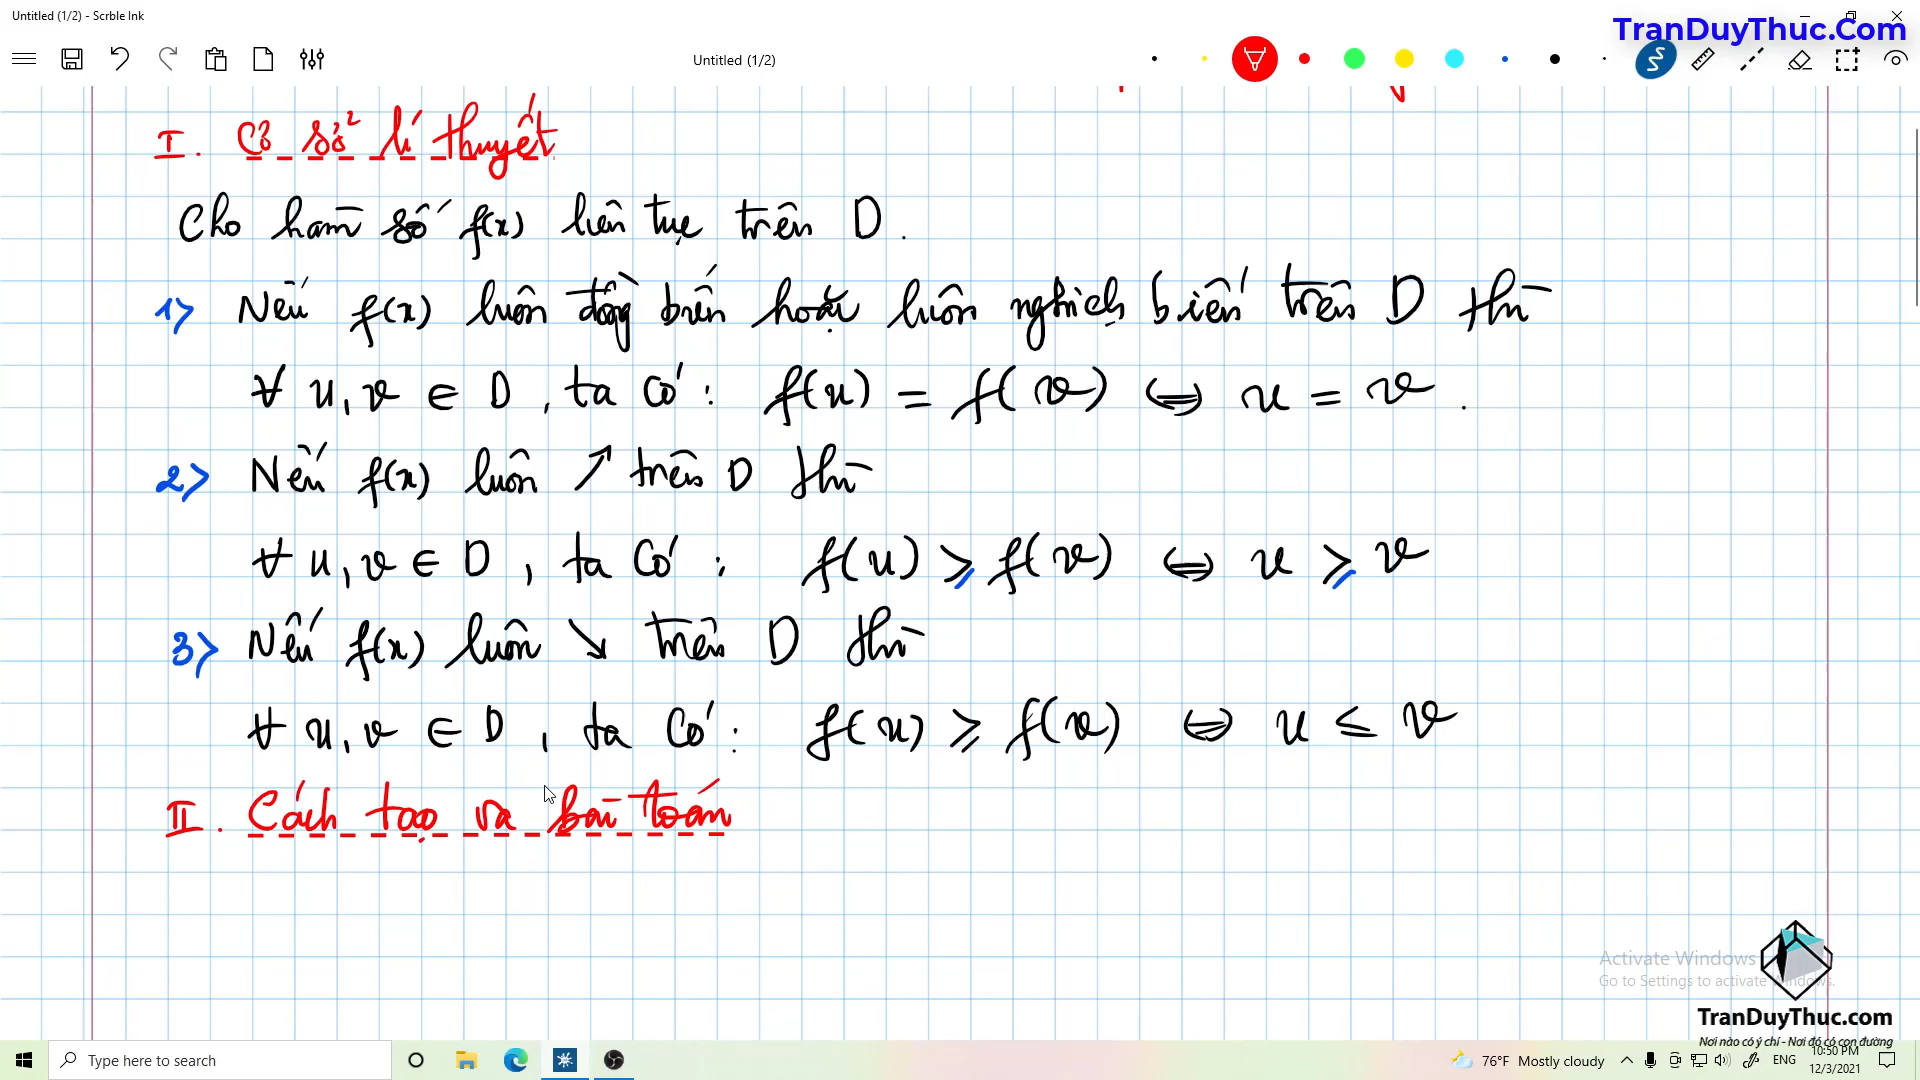 Untitled (1/2) - Scrble Ink
TranDuyThuc.Com
Untitled (1/2)
I. Cơ sở lí thuyết
Cho hàm số f(x) liên tục trên D.
1> Nếu f(x) luôn đồng biến hoặc luôn nghịch biến trên D thì
∀ u, v ∈ D, ta có: f(u) = f(v) ⇔ u = v.
2> Nếu f(x) luôn ↗ trên D thì
∀ u, v ∈ D, ta có: f(u) ≥ f(v) ⇔ u ≥ v
3> Nếu f(x) luôn ↘ trên D thì
∀ u, v ∈ D, ta có: f(u) ≥ f(v) ⇔ u ≤ v
II. Cách tạo ra bài toán
Activate Windows
Go to Settings to activate Windows.
TranDuyThuc.com
Nơi nào có ý chí - Nơi đó có con đường
Type here to search
76°F Mostly cloudy
ENG
10:50 PM
12/3/2021